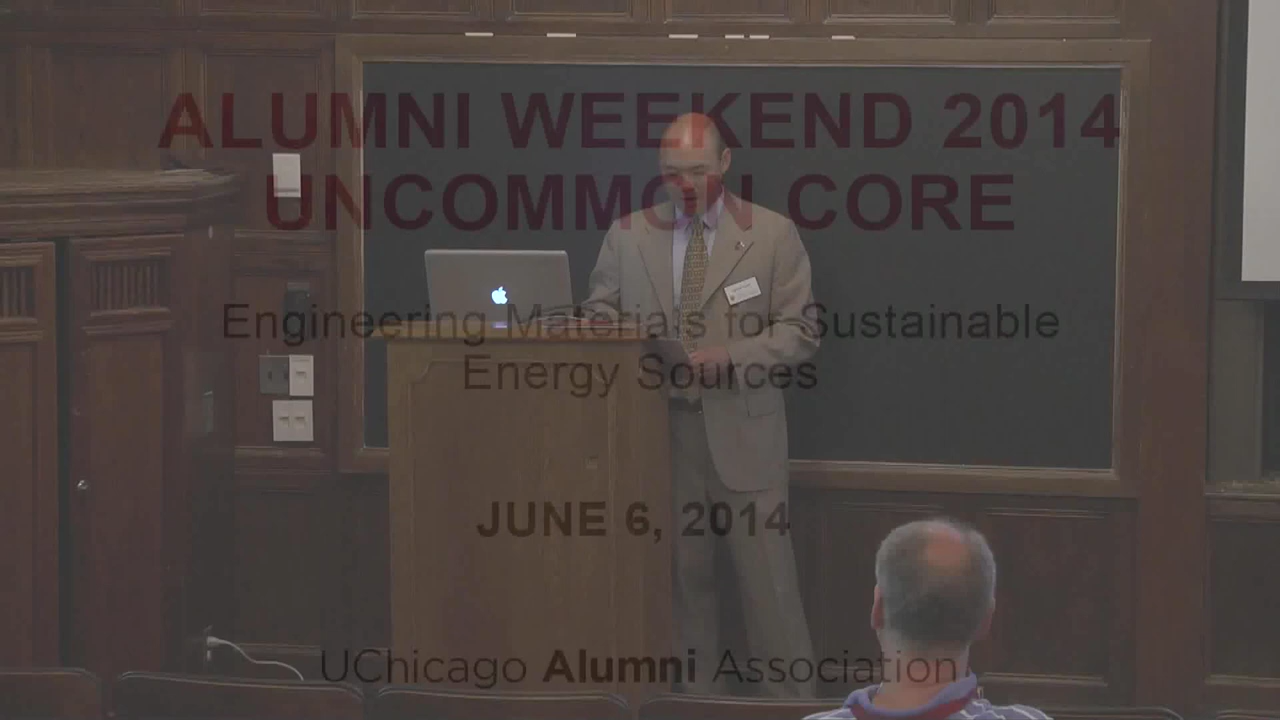 ALUMNI WEEKEND 2014
UNCOMMON CORE
Engineering Materials for Sustainable
Energy Sources
JUNE 6, 2014
UChicago Alumni Association